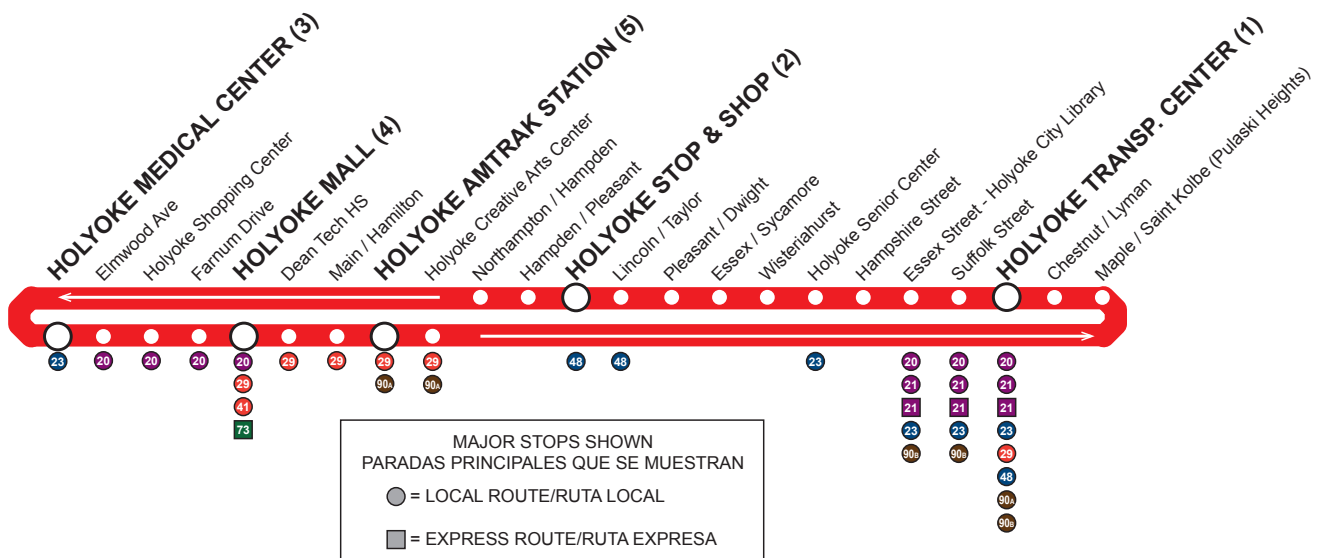 HOLYOKE MEDICAL CENTER (3)
Elmwood Ave
Holyoke Shopping Center
Farnum Drive
HOLYOKE MALL (4)
Dean Tech HS
Main / Hamilton
HOLYOKE AMTRAK STATION (5)
Holyoke Creative Arts Center
Northampton / Hampden
Hampden / Pleasant
HOLYOKE STOP & SHOP (2)
Lincoln / Taylor
Pleasant / Dwight
Essex / Sycamore
Wisteriahurst
Holyoke Senior Center
Hampshire Street
Essex Street - Holyoke City Library
Suffolk Street
HOLYOKE TRANSP. CENTER (1)
Chestnut / Lyman
Maple / Saint Kolbe (Pulaski Heights)
23 20 20 20 20 29 29 29 29 48 48 23 20 20 20
29 90A 90A 21 21 21
41 21 21 21
73 23 23 23
90B 90B 29
48
90A
90B
MAJOR STOPS SHOWN
PARADAS PRINCIPALES QUE SE MUESTRAN
= LOCAL ROUTE/RUTA LOCAL
= EXPRESS ROUTE/RUTA EXPRESA